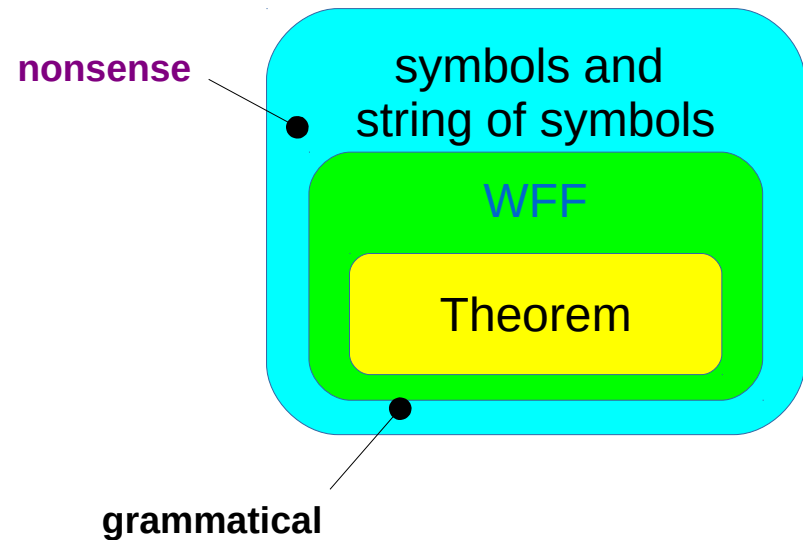 nonsense
symbols and
string of symbols
WFF
Theorem
grammatical